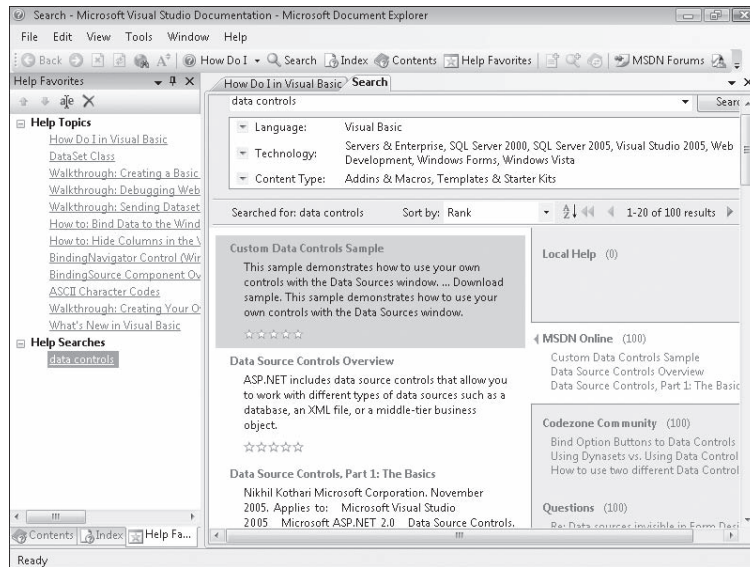 Search - Microsoft Visual Studio Documentation - Microsoft Document Explorer
File Edit View Tools Window Help
Back How Do I Search Index Contents Help Favorites MSDN Forums
Help Favorites
How Do I in Visual Basic Search
data controls
Language: Visual Basic
Technology: Servers & Enterprise, SQL Server 2000, SQL Server 2005, Visual Studio 2005, Web
Development, Windows Forms, Windows Vista
Content Type: Addins & Macros, Templates & Starter Kits
Searched for: data controls Sort by: Rank 1-20 of 100 results
Help Topics
How Do I in Visual Basic
DataSet Class
Walkthrough: Creating a Basic
Walkthrough: Debugging Web
Walkthrough: Sending Dataset
How to: Bind Data to the Wind
How to: Hide Columns in the
BindingNavigator Control (Wir
BindingSource Component Ov
ASCII Character Codes
Walkthrough: Creating Your O
What's New in Visual Basic
Help Searches
data controls
Custom Data Controls Sample
This sample demonstrates how to use your own
controls with the Data Sources window. ... Download
sample. This sample demonstrates how to use your
own controls with the Data Sources window.
Data Source Controls Overview
ASP.NET includes data source controls that allow you
to work with different types of data sources such as a
database, an XML file, or a middle-tier business
object.
Data Source Controls, Part 1: The Basics
Nikhil Kothari Microsoft Corporation. November
2005. Applies to: Microsoft Visual Studio
2005 Microsoft ASP.NET 2.0 Data Source Controls.
Local Help (0)
MSDN Online (100)
Custom Data Controls Sample
Data Source Controls Overview
Data Source Controls, Part 1: The Basic
Codezone Community (100)
Bind Option Buttons to Data Controls
Using Dynasets vs. Using Data Control
How to use two different Data Control
Questions (100)
Re: Data sources invisible in Form Desi
Contents Index Help Fa...
Ready